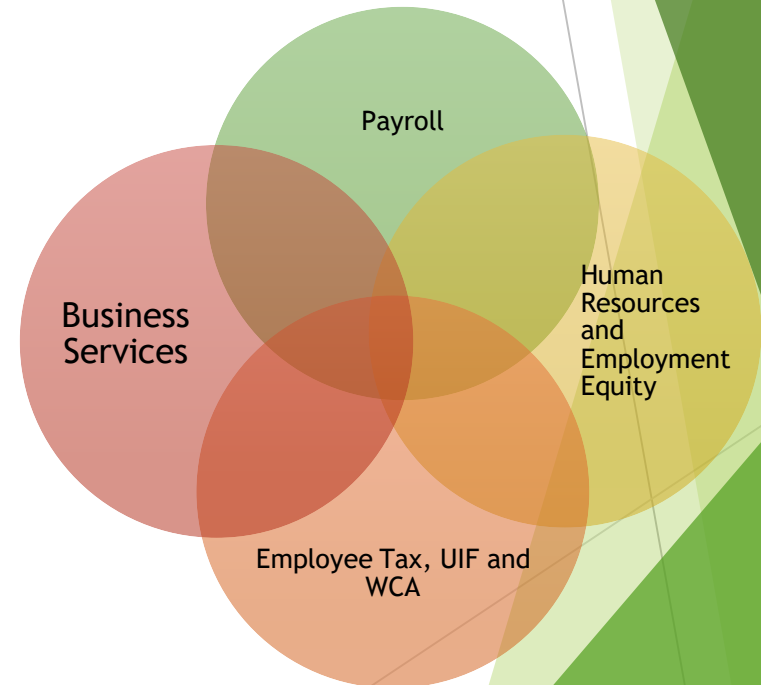 Payroll
Human
Resources
and
Employment
Equity
Business
Services
Employee Tax, UIF and
WCA